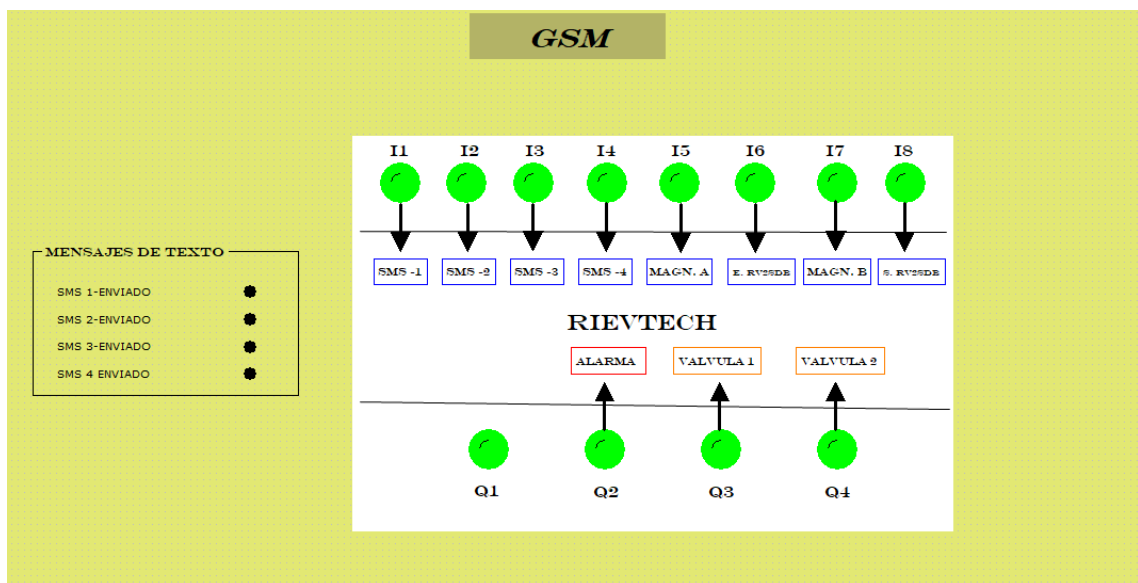 GSM
I1 I2 I3 I4 I5 I6 I7 I8
SMS -1 SMS -2 SMS -3 SMS -4 MAGN. A E. RV28DB MAGN. B S. RV28DB
MENSAJES DE TEXTO
SMS 1-ENVIADO
SMS 2-ENVIADO
SMS 3-ENVIADO
SMS 4 ENVIADO
RIEVTECH
ALARMA VALVULA 1 VALVULA 2
Q1 Q2 Q3 Q4